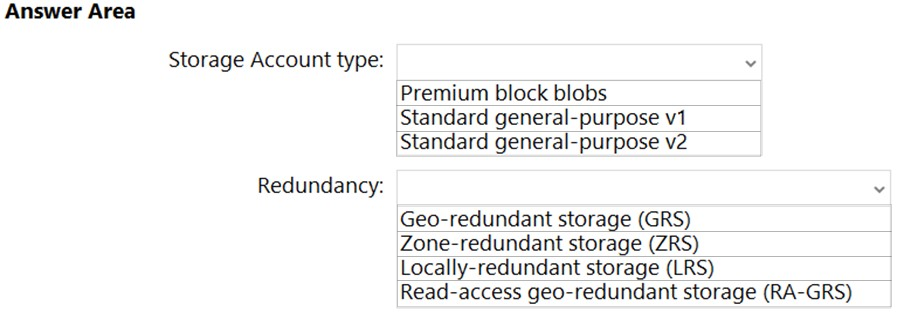 Answer Area
Storage Account type:
Premium block blobs
Standard general-purpose v1
Standard general-purpose v2
Redundancy:
Geo-redundant storage (GRS)
Zone-redundant storage (ZRS)
Locally-redundant storage (LRS)
Read-access geo-redundant storage (RA-GRS)